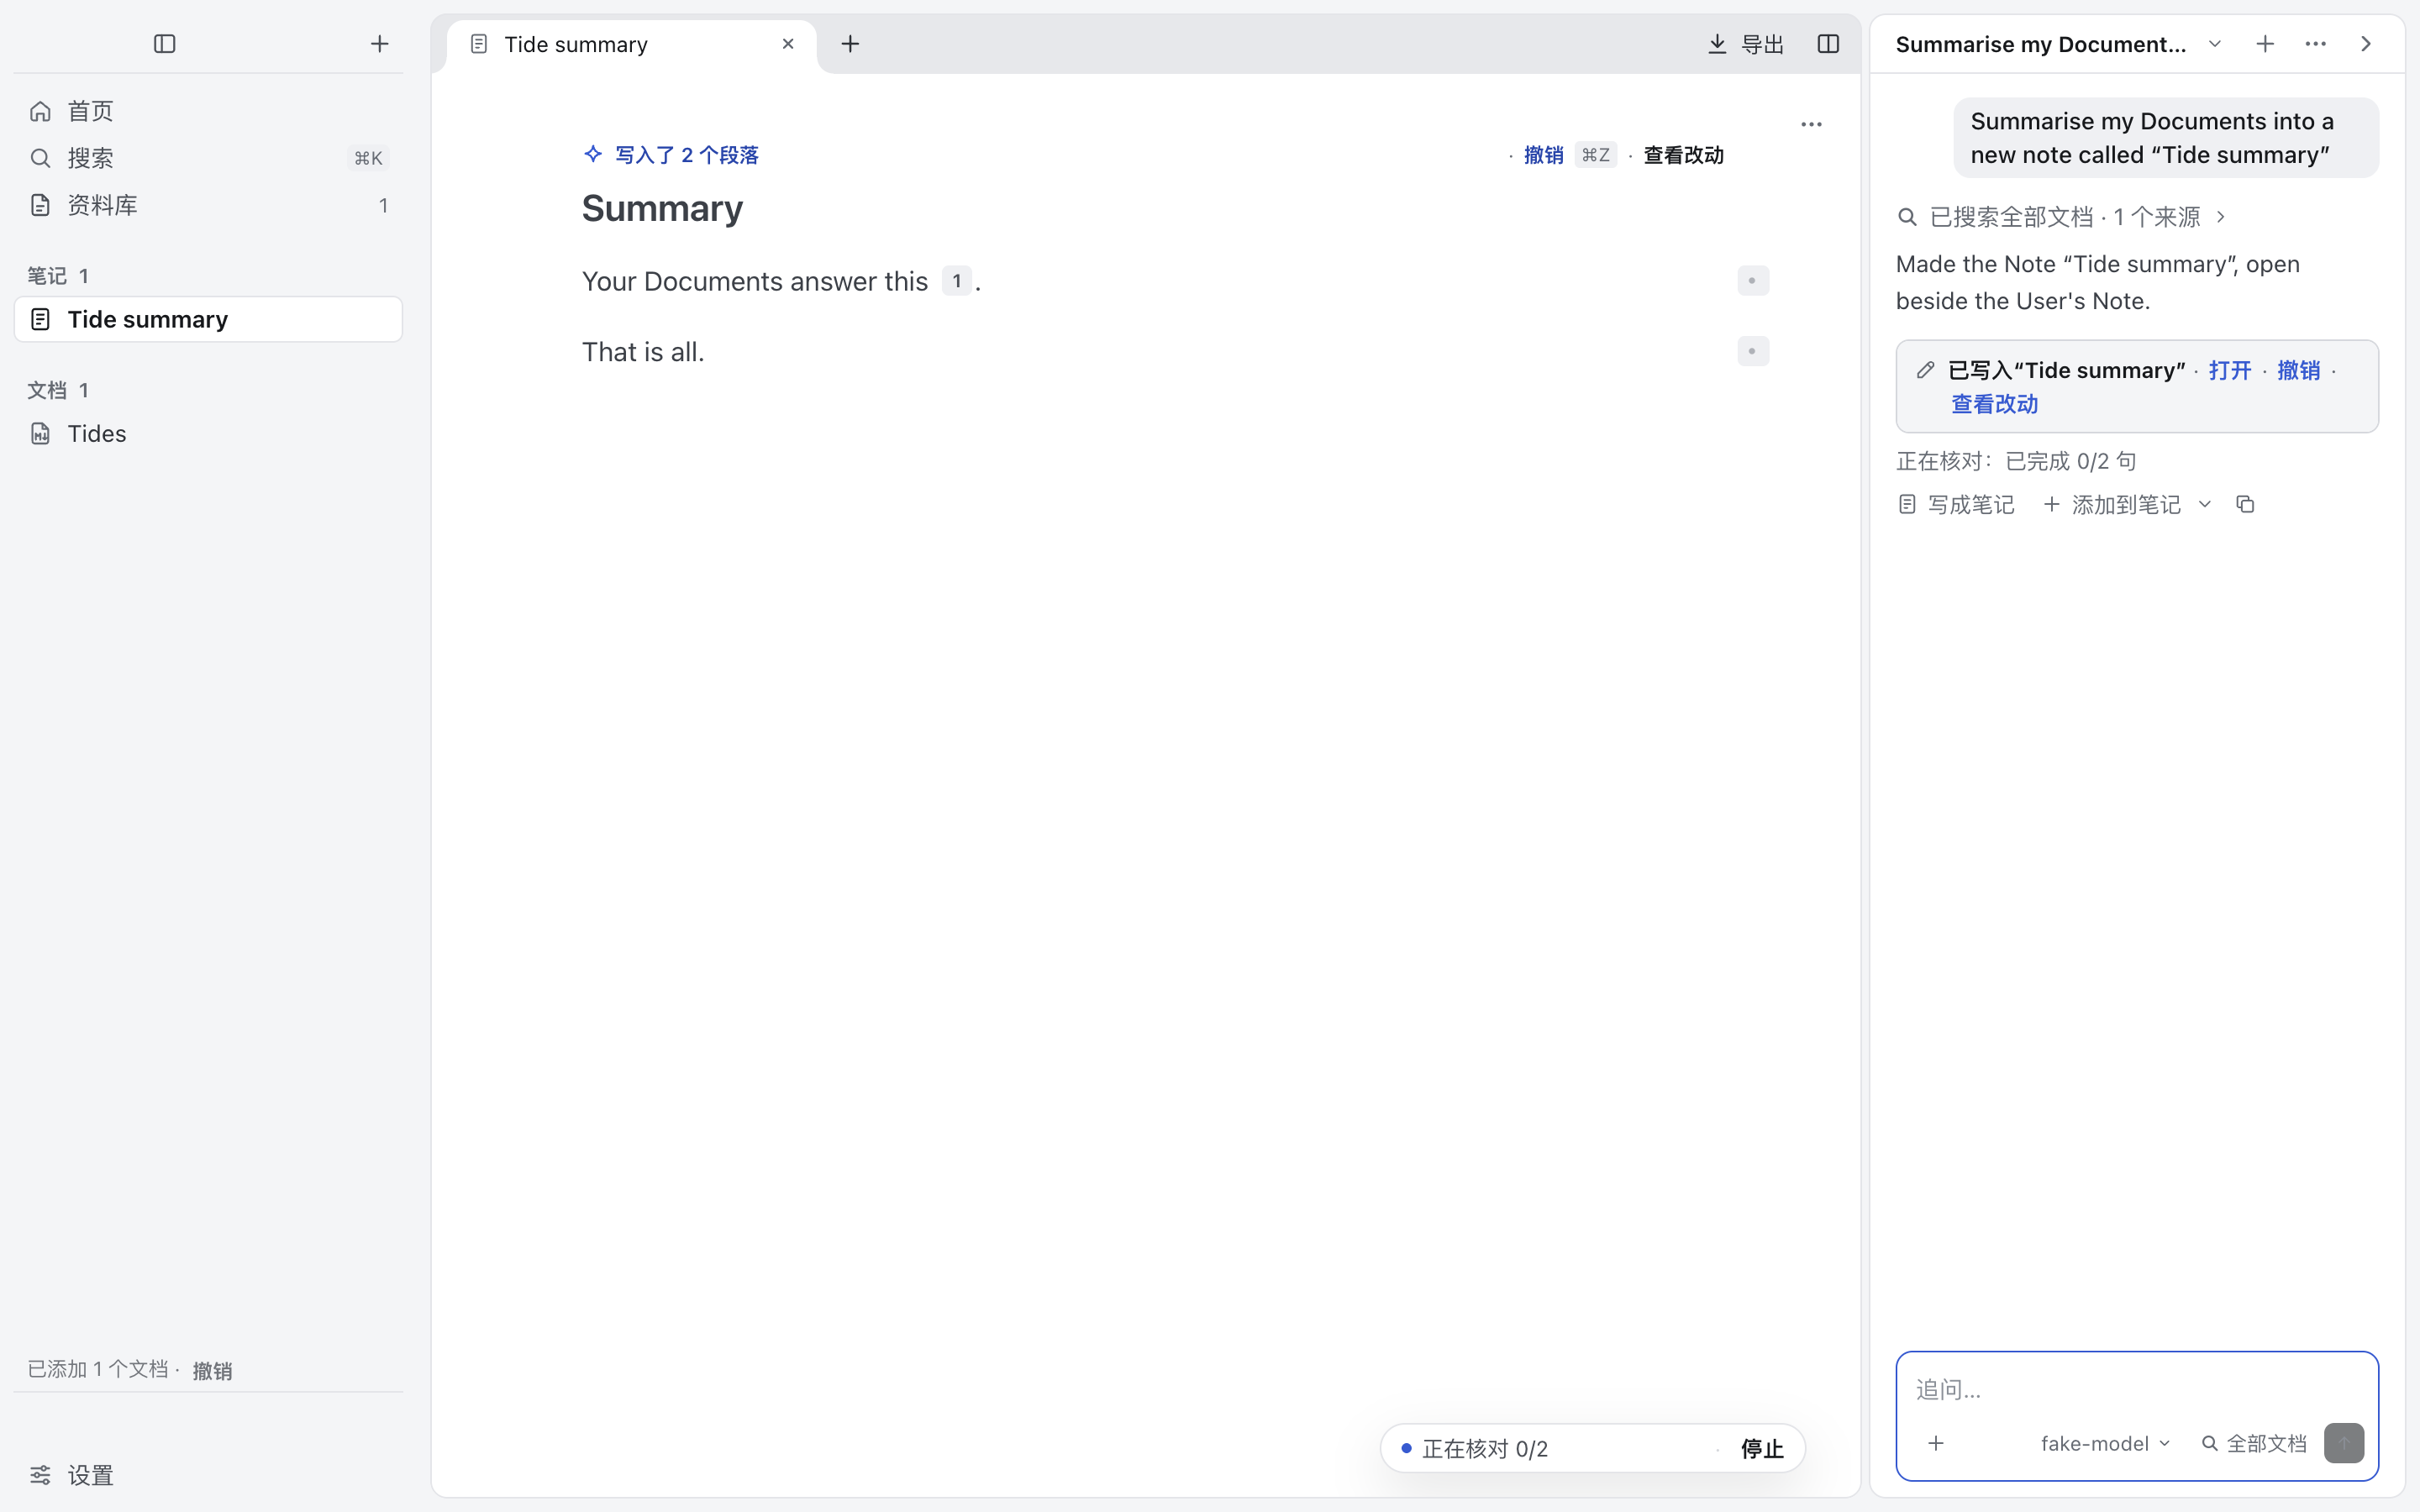 首页
搜索 ⌘K
资料库 1
笔记 1
Tide summary
文档 1
Tides
已添加 1 个文档 · 撤销
设置
Tide summary
导出
写入了 2 个段落 · 撤销 ⌘Z · 查看改动
Summary
Your Documents answer this 1.
That is all.
正在核对 0/2 · 停止
Summarise my Document...
Summarise my Documents into a
new note called “Tide summary”
已搜索全部文档 · 1 个来源
Made the Note “Tide summary”, open
beside the User's Note.
已写入“Tide summary” · 打开 · 撤销 ·
查看改动
正在核对：已完成 0/2 句
写成笔记 添加到笔记
追问...
fake-model 全部文档